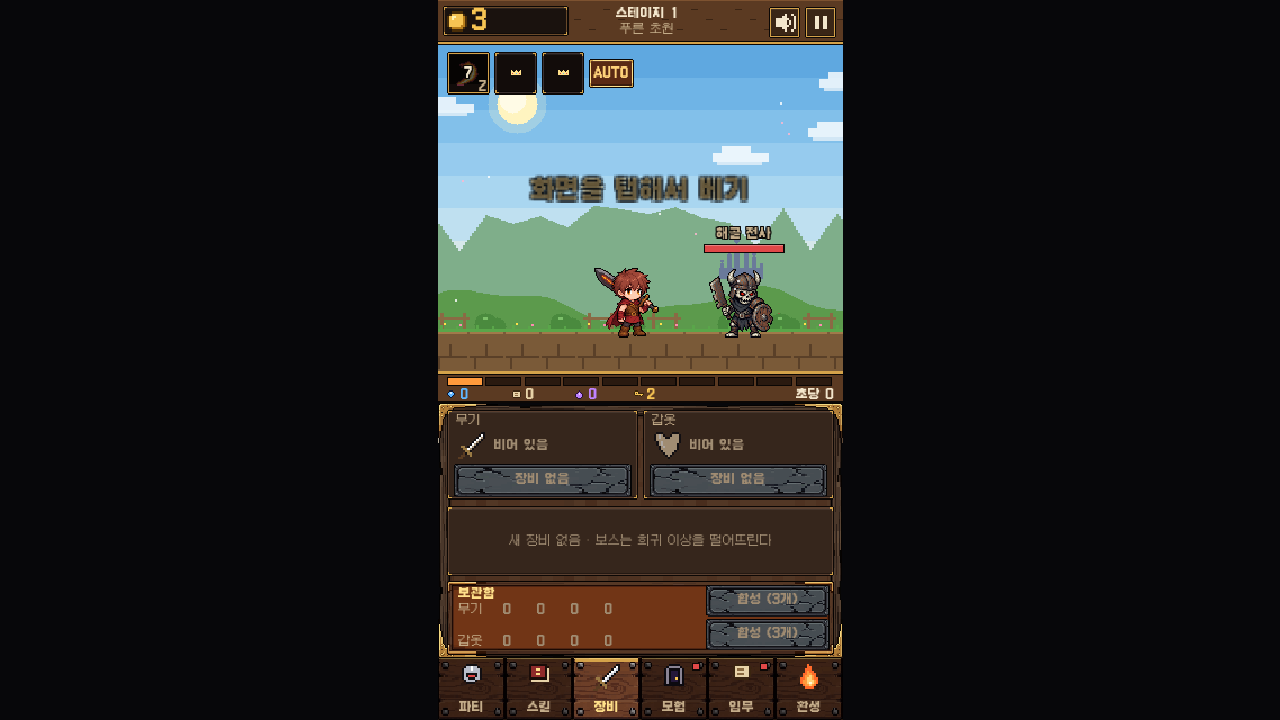 3
스테이지 1
푸른 초원
7
Z
AUTO
화면을 탭해서 베기
해골 전사
0
0
0
2
초당 0
무기
비어 있음
장비 없음
갑옷
비어 있음
장비 없음
새 장비 없음 · 보스는 희귀 이상을 떨어뜨린다
보관함
무기 0 0 0 0
합성 (3개)
갑옷 0 0 0 0
합성 (3개)
파티
스킬
장비
모험
임무
환생